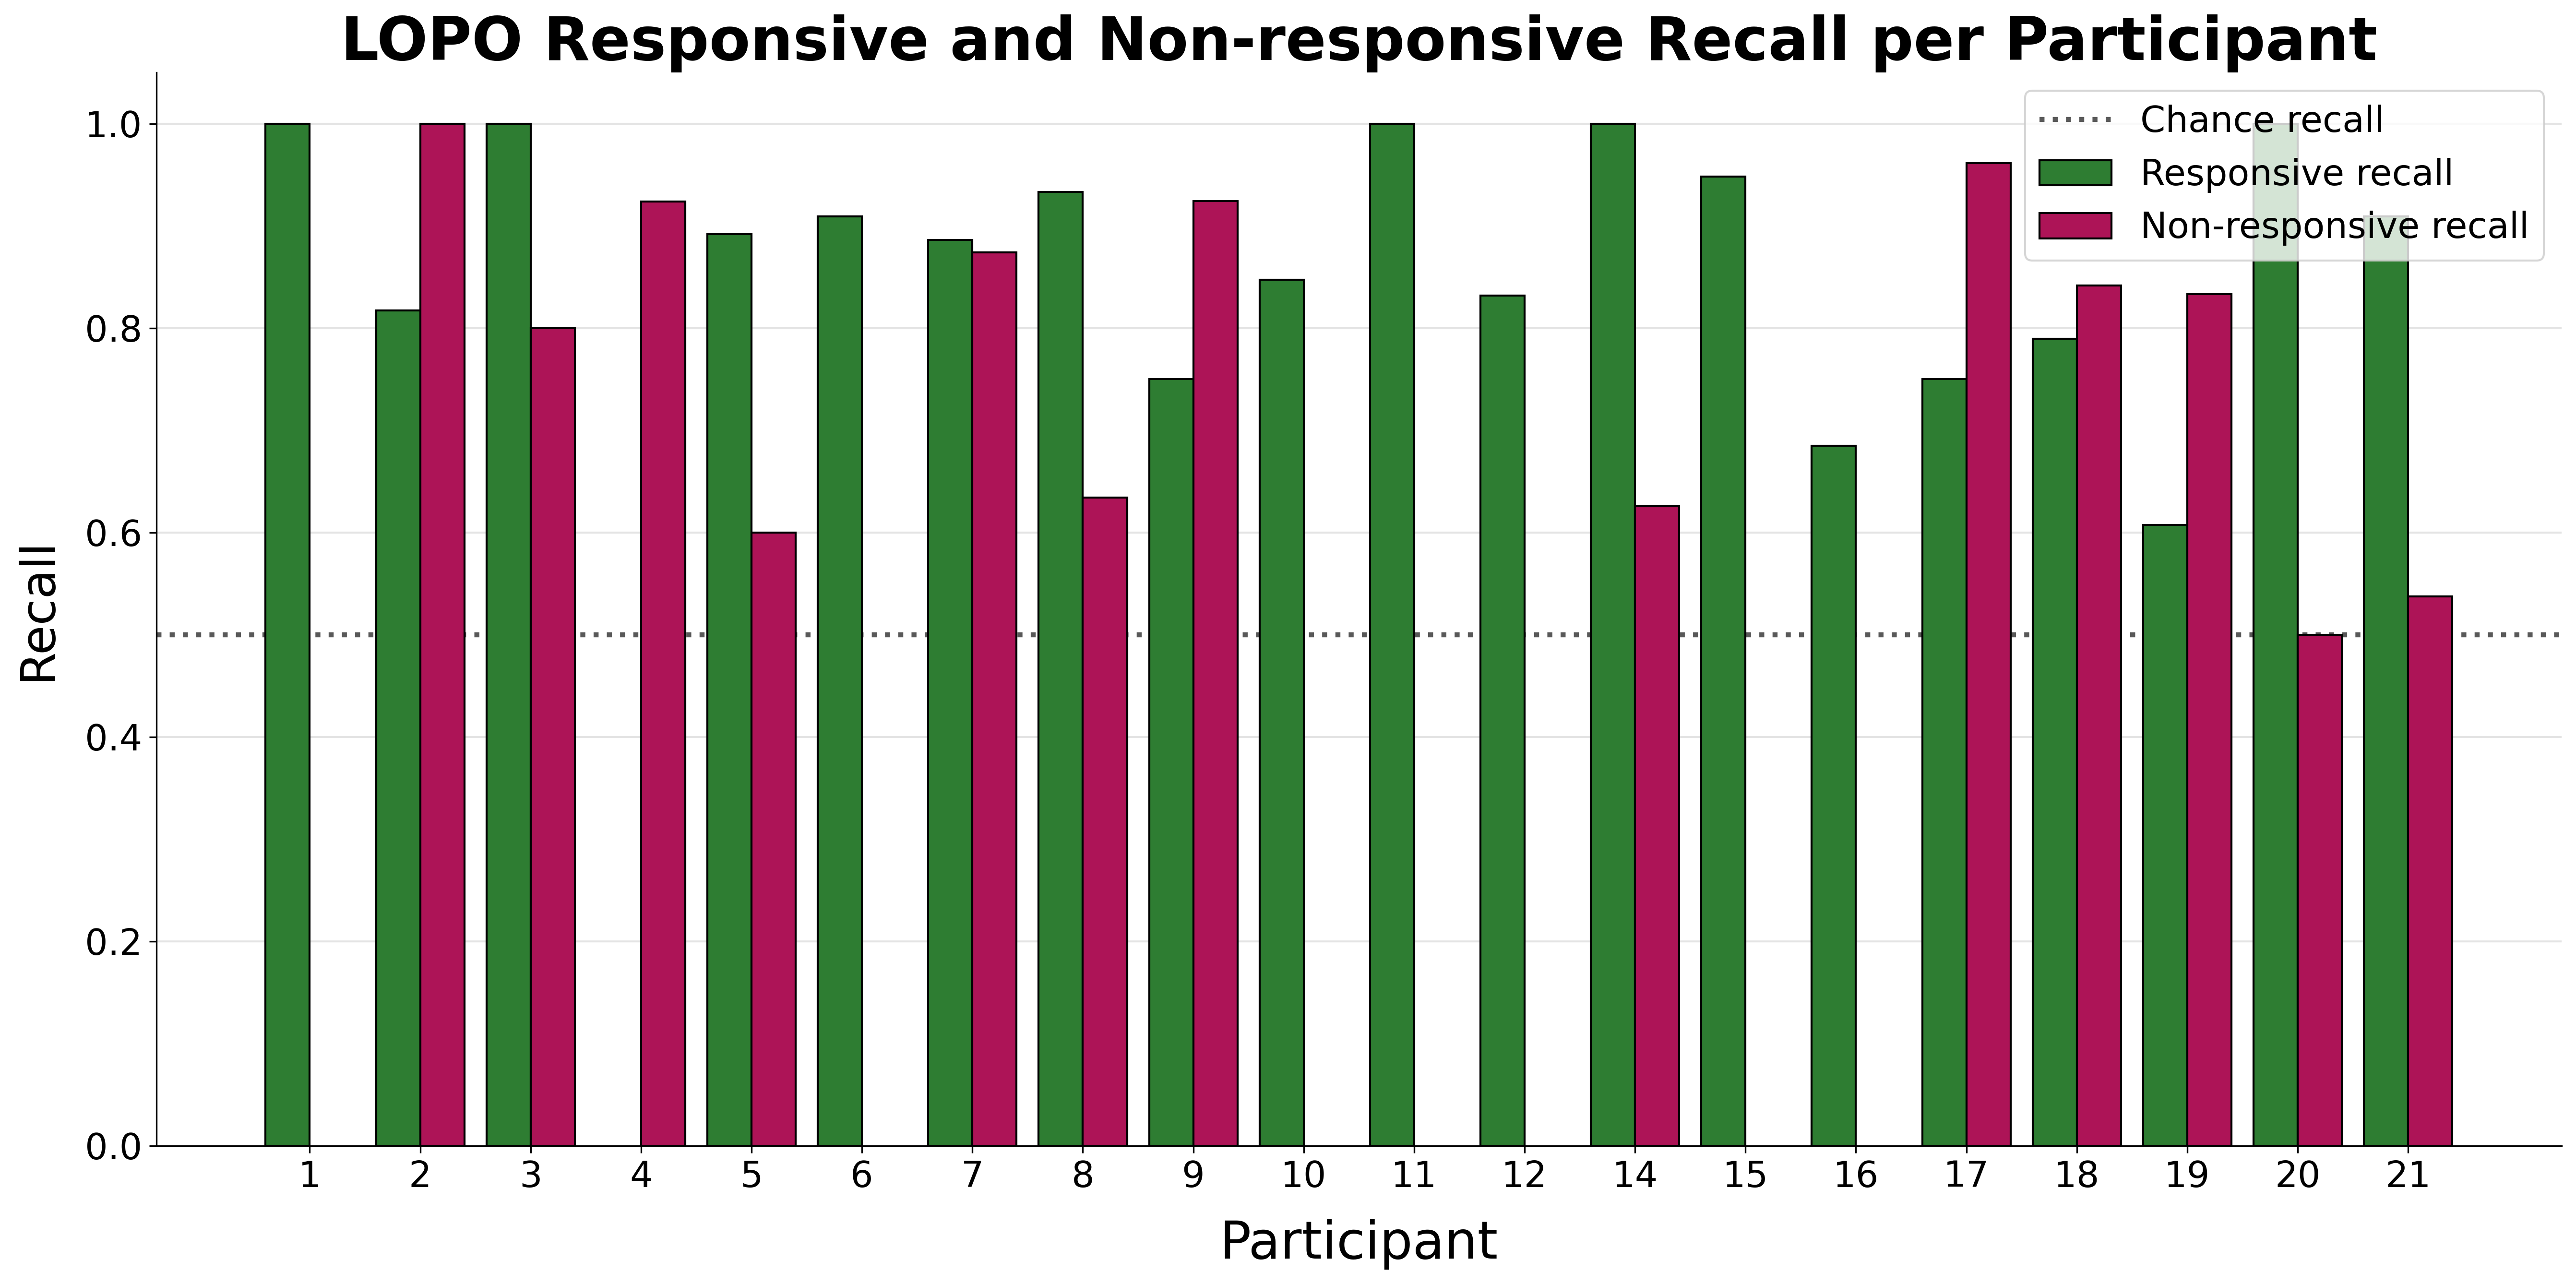 LOPO Responsive and Non-responsive Recall per Participant
Chance recall
Responsive recall
Non-responsive recall
1.0
0.8
0.6
0.4
0.2
0.0
Recall
1 2 3 4 5 6 7 8 9 10 11 12 14 15 16 17 18 19 20 21
Participant